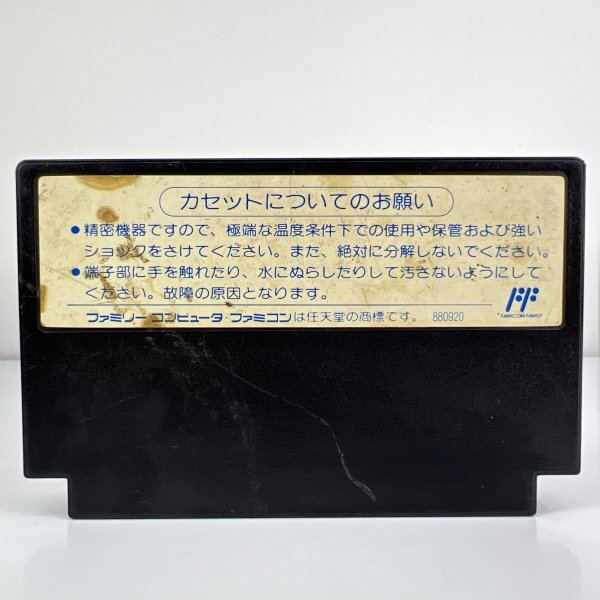 カセットについてのお願い
●精密機器ですので、極端な温度条件下での使用や保管および強い
ショックをさけてください。また、絶対に分解しないでください。
●端子部に手を触れたり、水にぬらしたりして汚さないようにして
ください。故障の原因となります。
ファミリーコンピュータ・ファミコンは任天堂の商標です。 880920
FAMICOM FAMILY